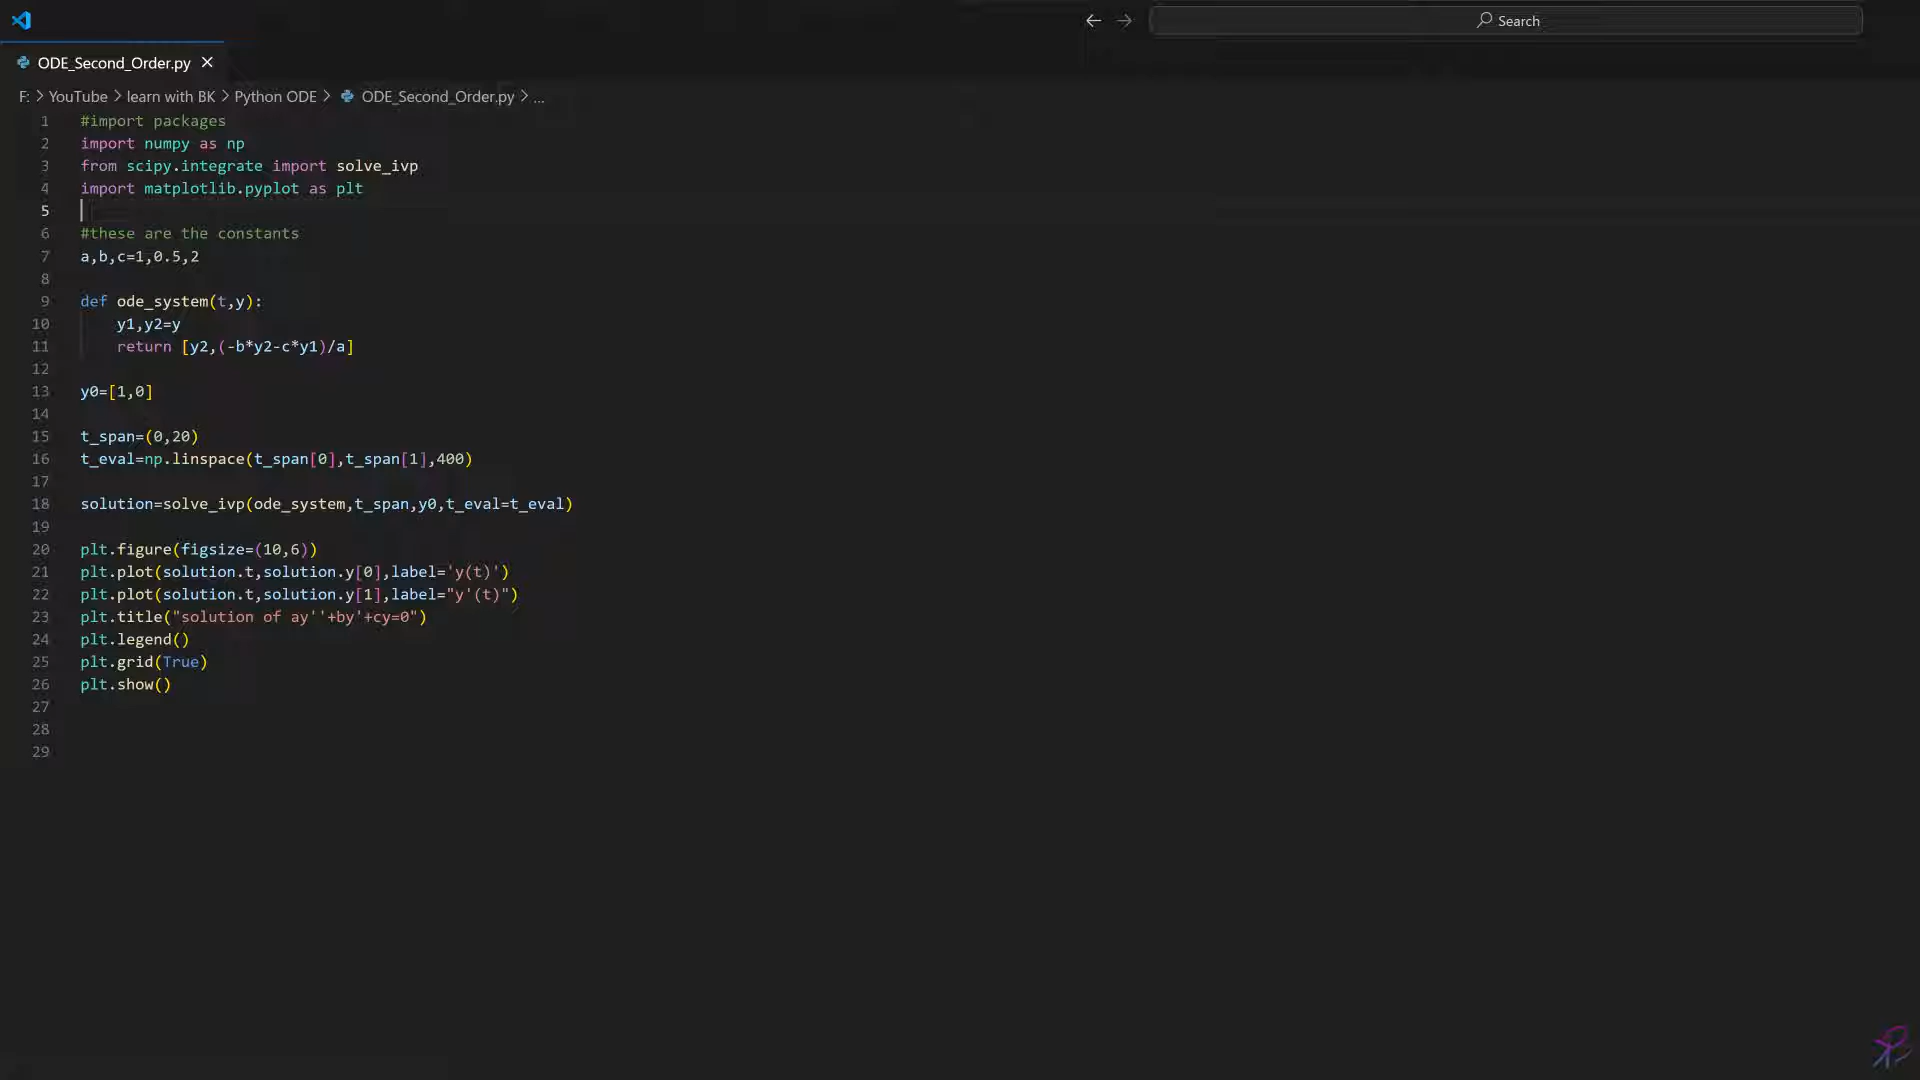 Search
ODE_Second_Order.py
F: > YouTube > learn with BK > Python ODE > ODE_Second_Order.py > ...
1 #import packages
2 import numpy as np
3 from scipy.integrate import solve_ivp
4 import matplotlib.pyplot as plt
5
6 #these are the constants
7 a,b,c=1,0.5,2
8
9 def ode_system(t,y):
10     y1,y2=y
11     return [y2,(-b*y2-c*y1)/a]
12
13 y0=[1,0]
14
15 t_span=(0,20)
16 t_eval=np.linspace(t_span[0],t_span[1],400)
17
18 solution=solve_ivp(ode_system,t_span,y0,t_eval=t_eval)
19
20 plt.figure(figsize=(10,6))
21 plt.plot(solution.t,solution.y[0],label='y(t)')
22 plt.plot(solution.t,solution.y[1],label="y'(t)")
23 plt.title("solution of ay''+by'+cy=0")
24 plt.legend()
25 plt.grid(True)
26 plt.show()
27
28
29